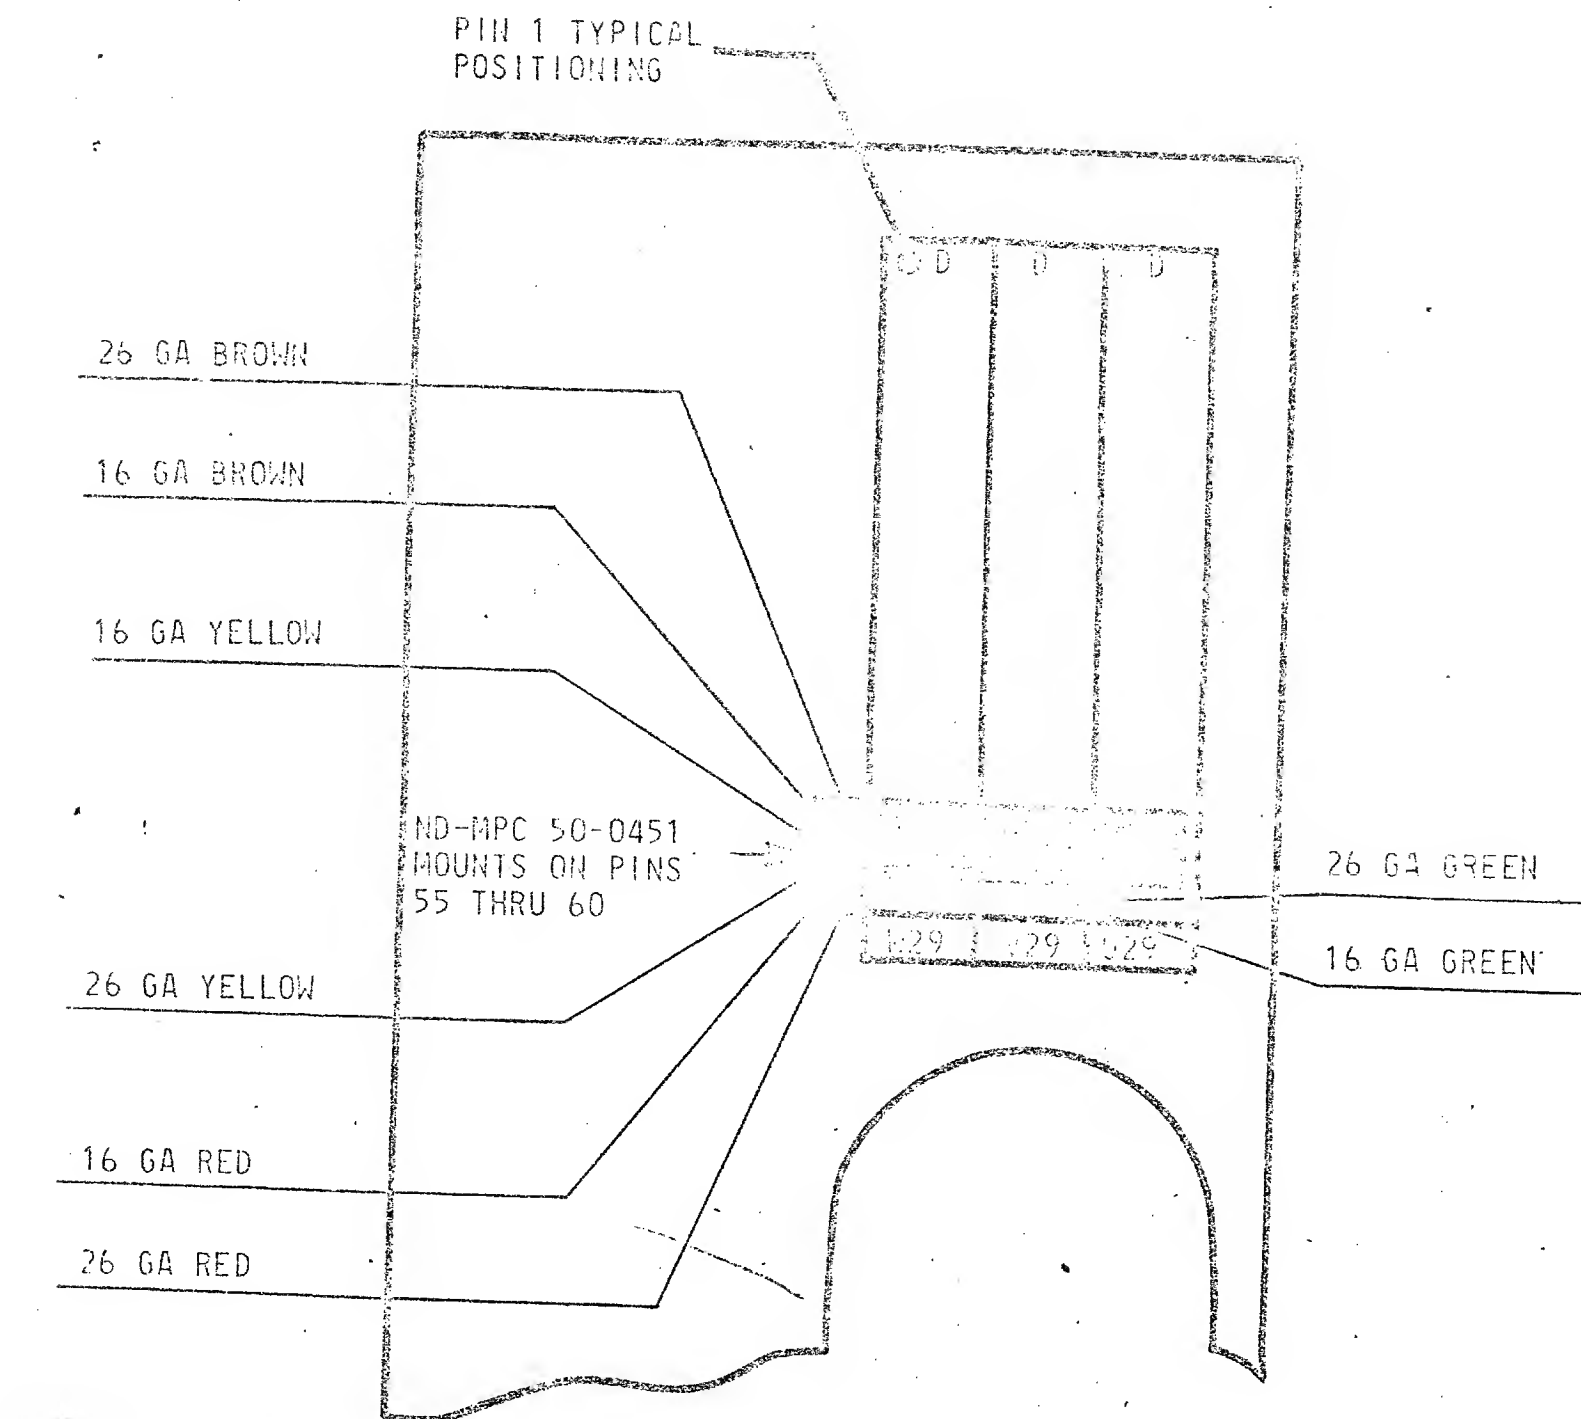 PIN 1 TYPICAL
POSITIONING
D D D
26 GA BROWN
16 GA BROWN
16 GA YELLOW
ND-MPC 50-0451
MOUNTS ON PINS
55 THRU 60
26 GA GREEN
16 GA GREEN
26 GA YELLOW
16 GA RED
26 GA RED